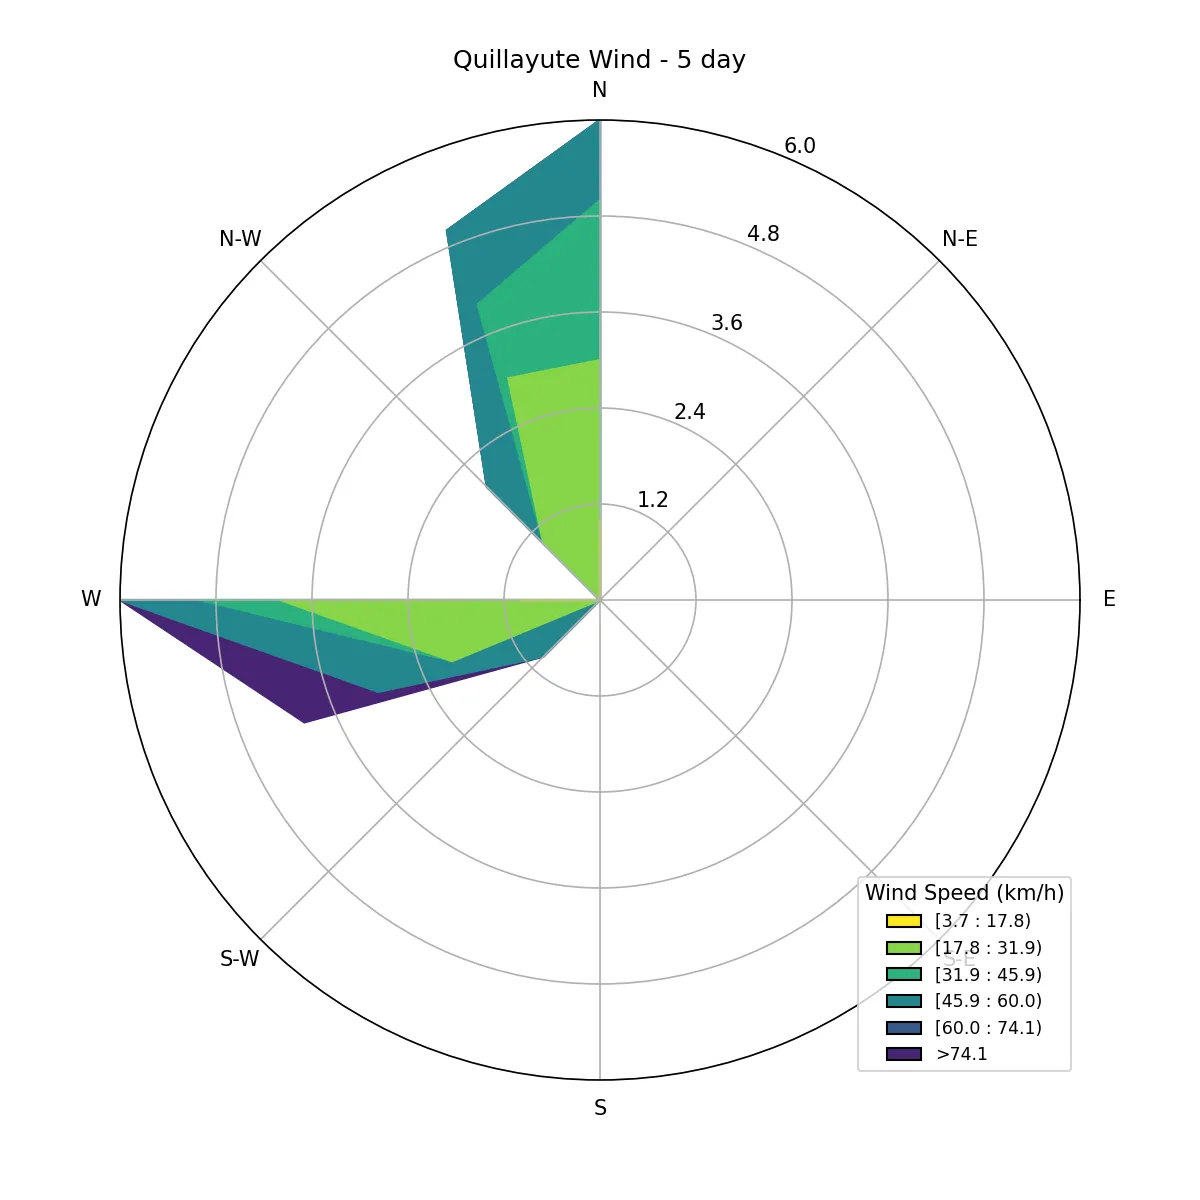 Quillayute Wind - 5 day
N
6.0
N-W
N-E
4.8
3.6
2.4
1.2
W
E
Wind Speed (km/h)
[3.7 : 17.8)
[17.8 : 31.9)
S-W
S-E
[31.9 : 45.9)
[45.9 : 60.0)
[60.0 : 74.1)
>74.1
S